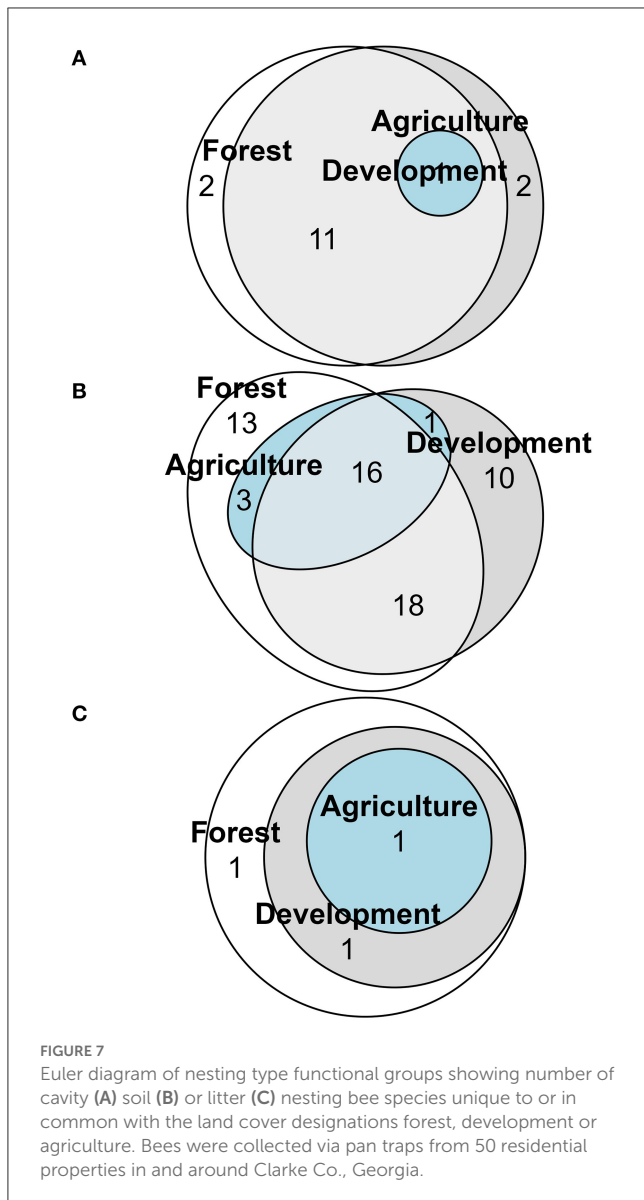 A
Agriculture
Forest
Development
2
1
2
11
B
Forest
13
1
Development
Agriculture
16
10
3
18
C
Agriculture
Forest
1
1
Development
1
FIGURE 7
Euler diagram of nesting type functional groups showing number of
cavity (A) soil (B) or litter (C) nesting bee species unique to or in
common with the land cover designations forest, development or
agriculture. Bees were collected via pan traps from 50 residential
properties in and around Clarke Co., Georgia.